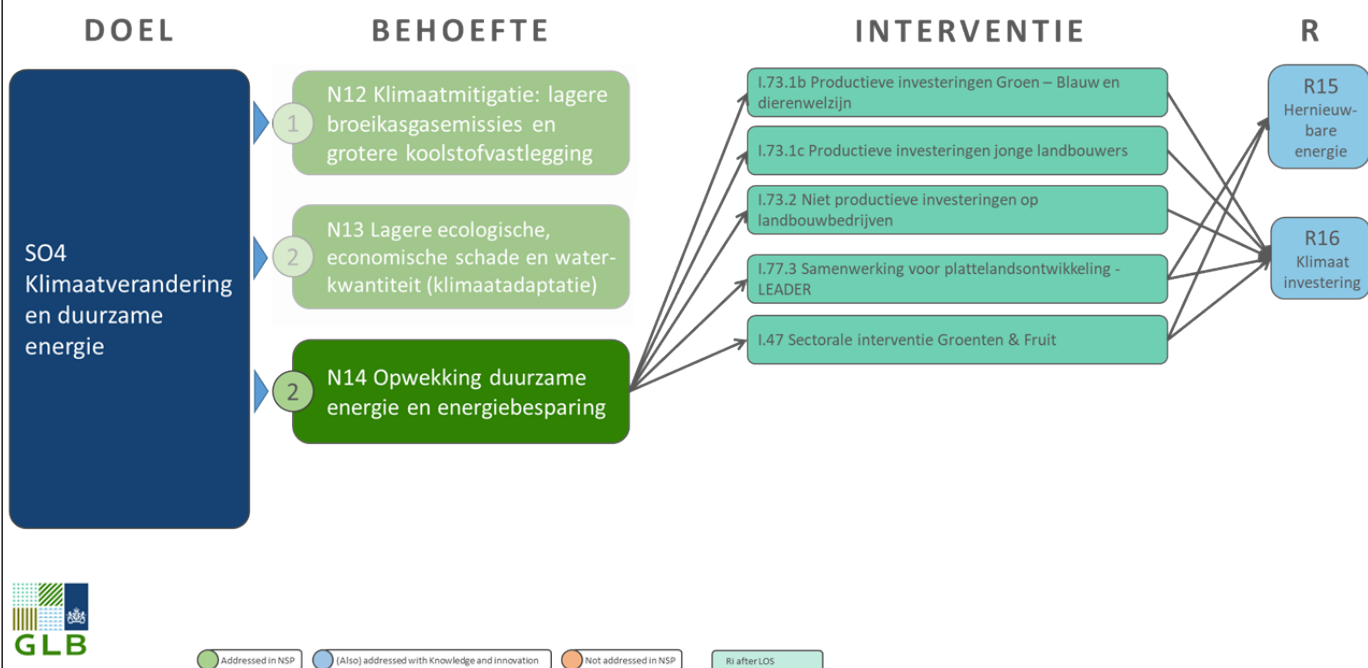 DOEL
BEHOEFTE
INTERVENTIE
R
SO4
Klimaatverandering
en duurzame
energie
1
N12 Klimaatmitigatie: lagere
broeikasgasemissies en
grotere koolstofvastlegging
2
N13 Lagere ecologische,
economische schade en water-
kwantiteit (klimaatadaptatie)
2
N14 Opwekking duurzame
energie en energiebesparing
I.73.1b Productieve investeringen Groen – Blauw en
dierenwelzijn
I.73.1c Productieve investeringen jonge landbouwers
I.73.2 Niet productieve investeringen op
landbouwbedrijven
I.77.3 Samenwerking voor plattelandsontwikkeling -
LEADER
I.47 Sectorale interventie Groenten & Fruit
R15
Hernieuw-
bare
energie
R16
Klimaat
investering
GLB
Addressed in NSP
(Also) addressed with Knowledge and innovation
Not addressed in NSP
Ri after LOS